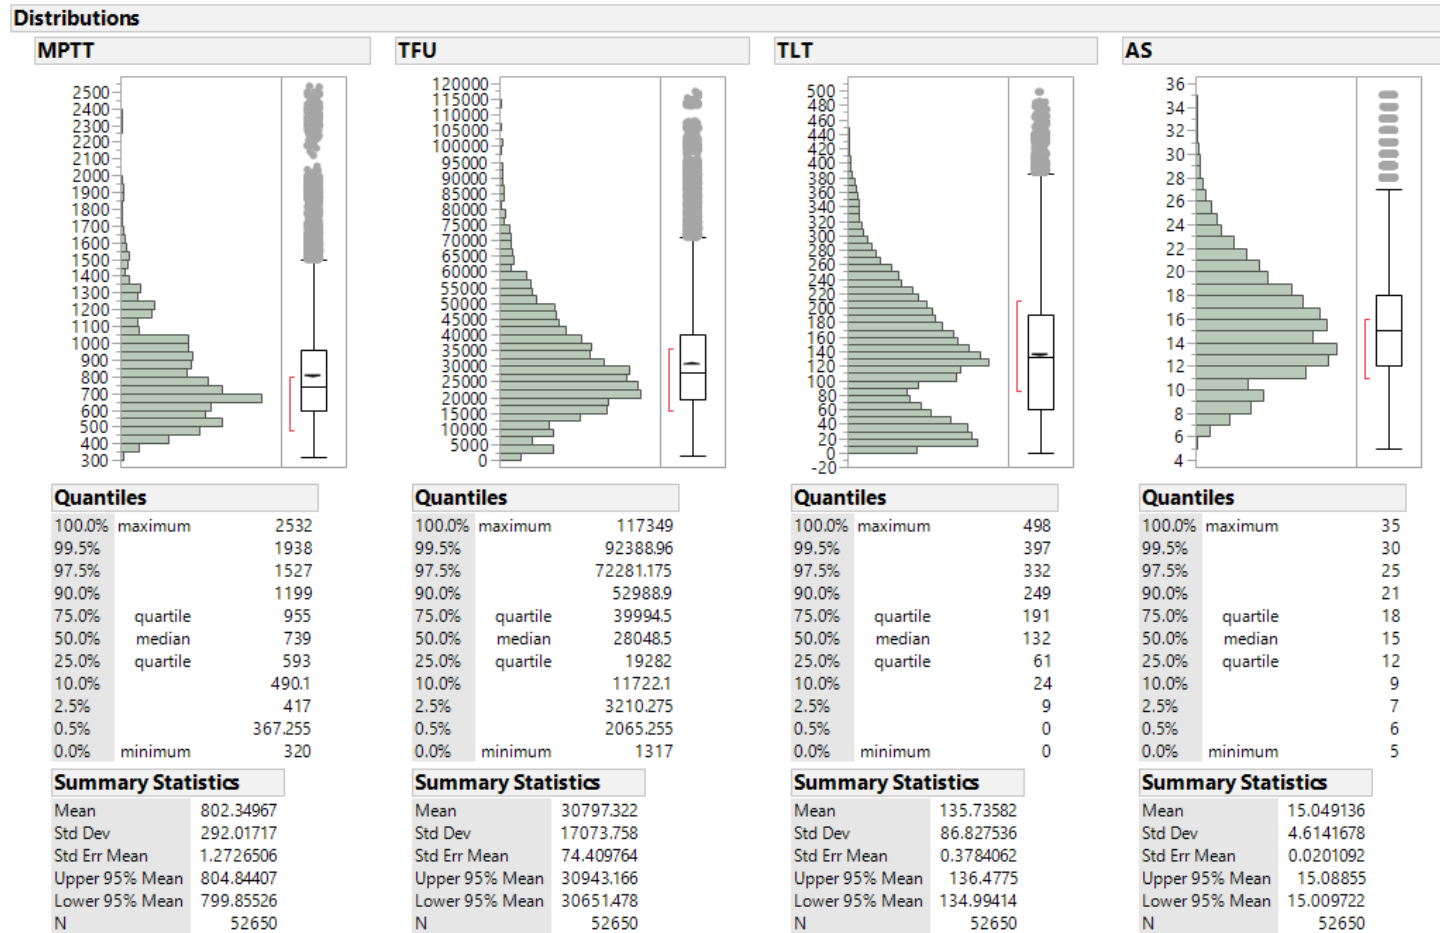 Distributions
MPTT
2500
2400
2300
2200
2100
2000
1900
1800
1700
1600
1500
1400
1300
1200
1100
1000
900
800
700
600
500
400
300
Quantiles
100.0% maximum 2532
99.5% 1938
97.5% 1527
90.0% 1199
75.0% quartile 955
50.0% median 739
25.0% quartile 593
10.0% 490.1
2.5% 417
0.5% 367.255
0.0% minimum 320
Summary Statistics
Mean 802.34967
Std Dev 292.01717
Std Err Mean 1.2726506
Upper 95% Mean 804.84407
Lower 95% Mean 799.85526
N 52650
TFU
120000
115000
110000
105000
100000
95000
90000
85000
80000
75000
70000
65000
60000
55000
50000
45000
40000
35000
30000
25000
20000
15000
10000
5000
0
Quantiles
100.0% maximum 117349
99.5% 92388.96
97.5% 72281.175
90.0% 52988.9
75.0% quartile 39994.5
50.0% median 28048.5
25.0% quartile 19282
10.0% 11722.1
2.5% 3210.275
0.5% 2065.255
0.0% minimum 1317
Summary Statistics
Mean 30797.322
Std Dev 17073.758
Std Err Mean 74.409764
Upper 95% Mean 30943.166
Lower 95% Mean 30651.478
N 52650
TLT
500
480
460
440
420
400
380
360
340
320
300
280
260
240
220
200
180
160
140
120
100
80
60
40
20
0
-20
Quantiles
100.0% maximum 498
99.5% 397
97.5% 332
90.0% 249
75.0% quartile 191
50.0% median 132
25.0% quartile 61
10.0% 24
2.5% 9
0.5% 0
0.0% minimum 0
Summary Statistics
Mean 135.73582
Std Dev 86.827536
Std Err Mean 0.3784062
Upper 95% Mean 136.4775
Lower 95% Mean 134.99414
N 52650
AS
36
34
32
30
28
26
24
22
20
18
16
14
12
10
8
6
4
Quantiles
100.0% maximum 35
99.5% 30
97.5% 25
90.0% 21
75.0% quartile 18
50.0% median 15
25.0% quartile 12
10.0% 9
2.5% 7
0.5% 6
0.0% minimum 5
Summary Statistics
Mean 15.049136
Std Dev 4.6141678
Std Err Mean 0.0201092
Upper 95% Mean 15.08855
Lower 95% Mean 15.009722
N 52650